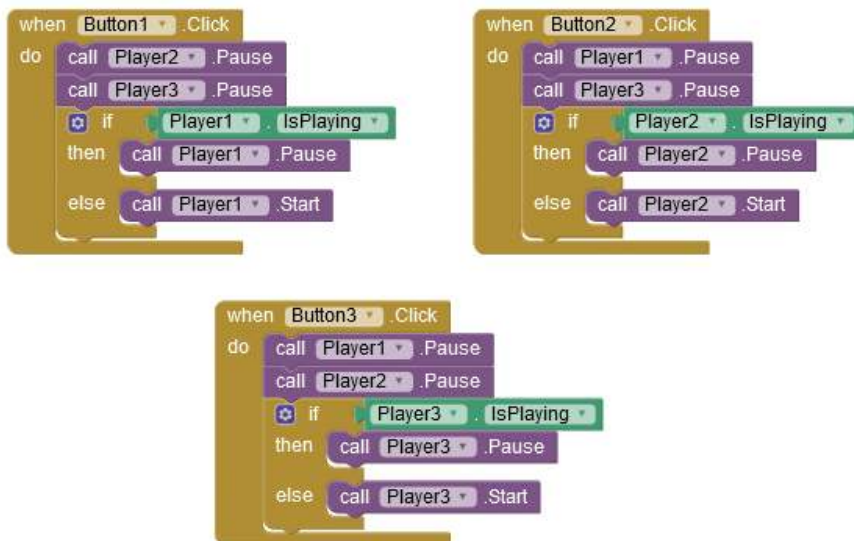 when Button1 .Click
do call Player2 .Pause
call Player3 .Pause
if Player1 . IsPlaying
then call Player1 .Pause
else call Player1 .Start
when Button2 .Click
do call Player1 .Pause
call Player3 .Pause
if Player2 . IsPlaying
then call Player2 .Pause
else call Player2 .Start
when Button3 .Click
do call Player1 .Pause
call Player2 .Pause
if Player3 . IsPlaying
then call Player3 .Pause
else call Player3 .Start